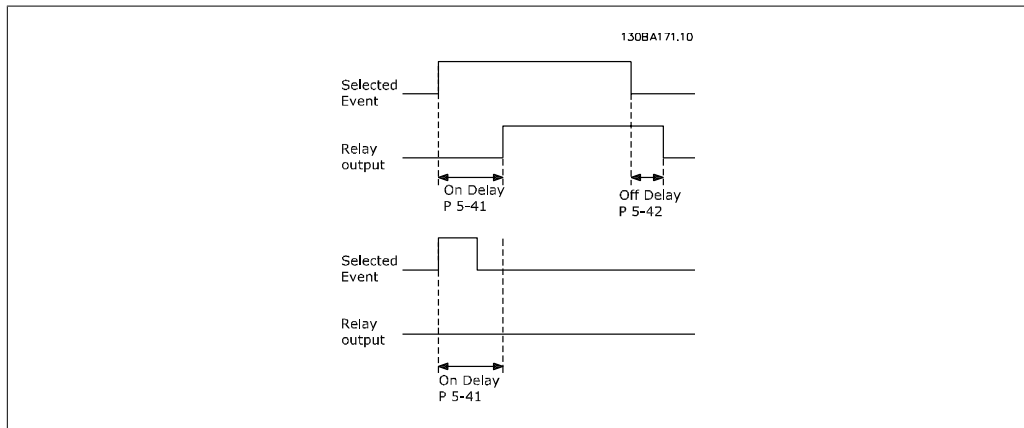 130BA171.10
Selected
Event
Relay
output
On Delay
P 5-41
Off Delay
P 5-42
Selected
Event
Relay
output
On Delay
P 5-41